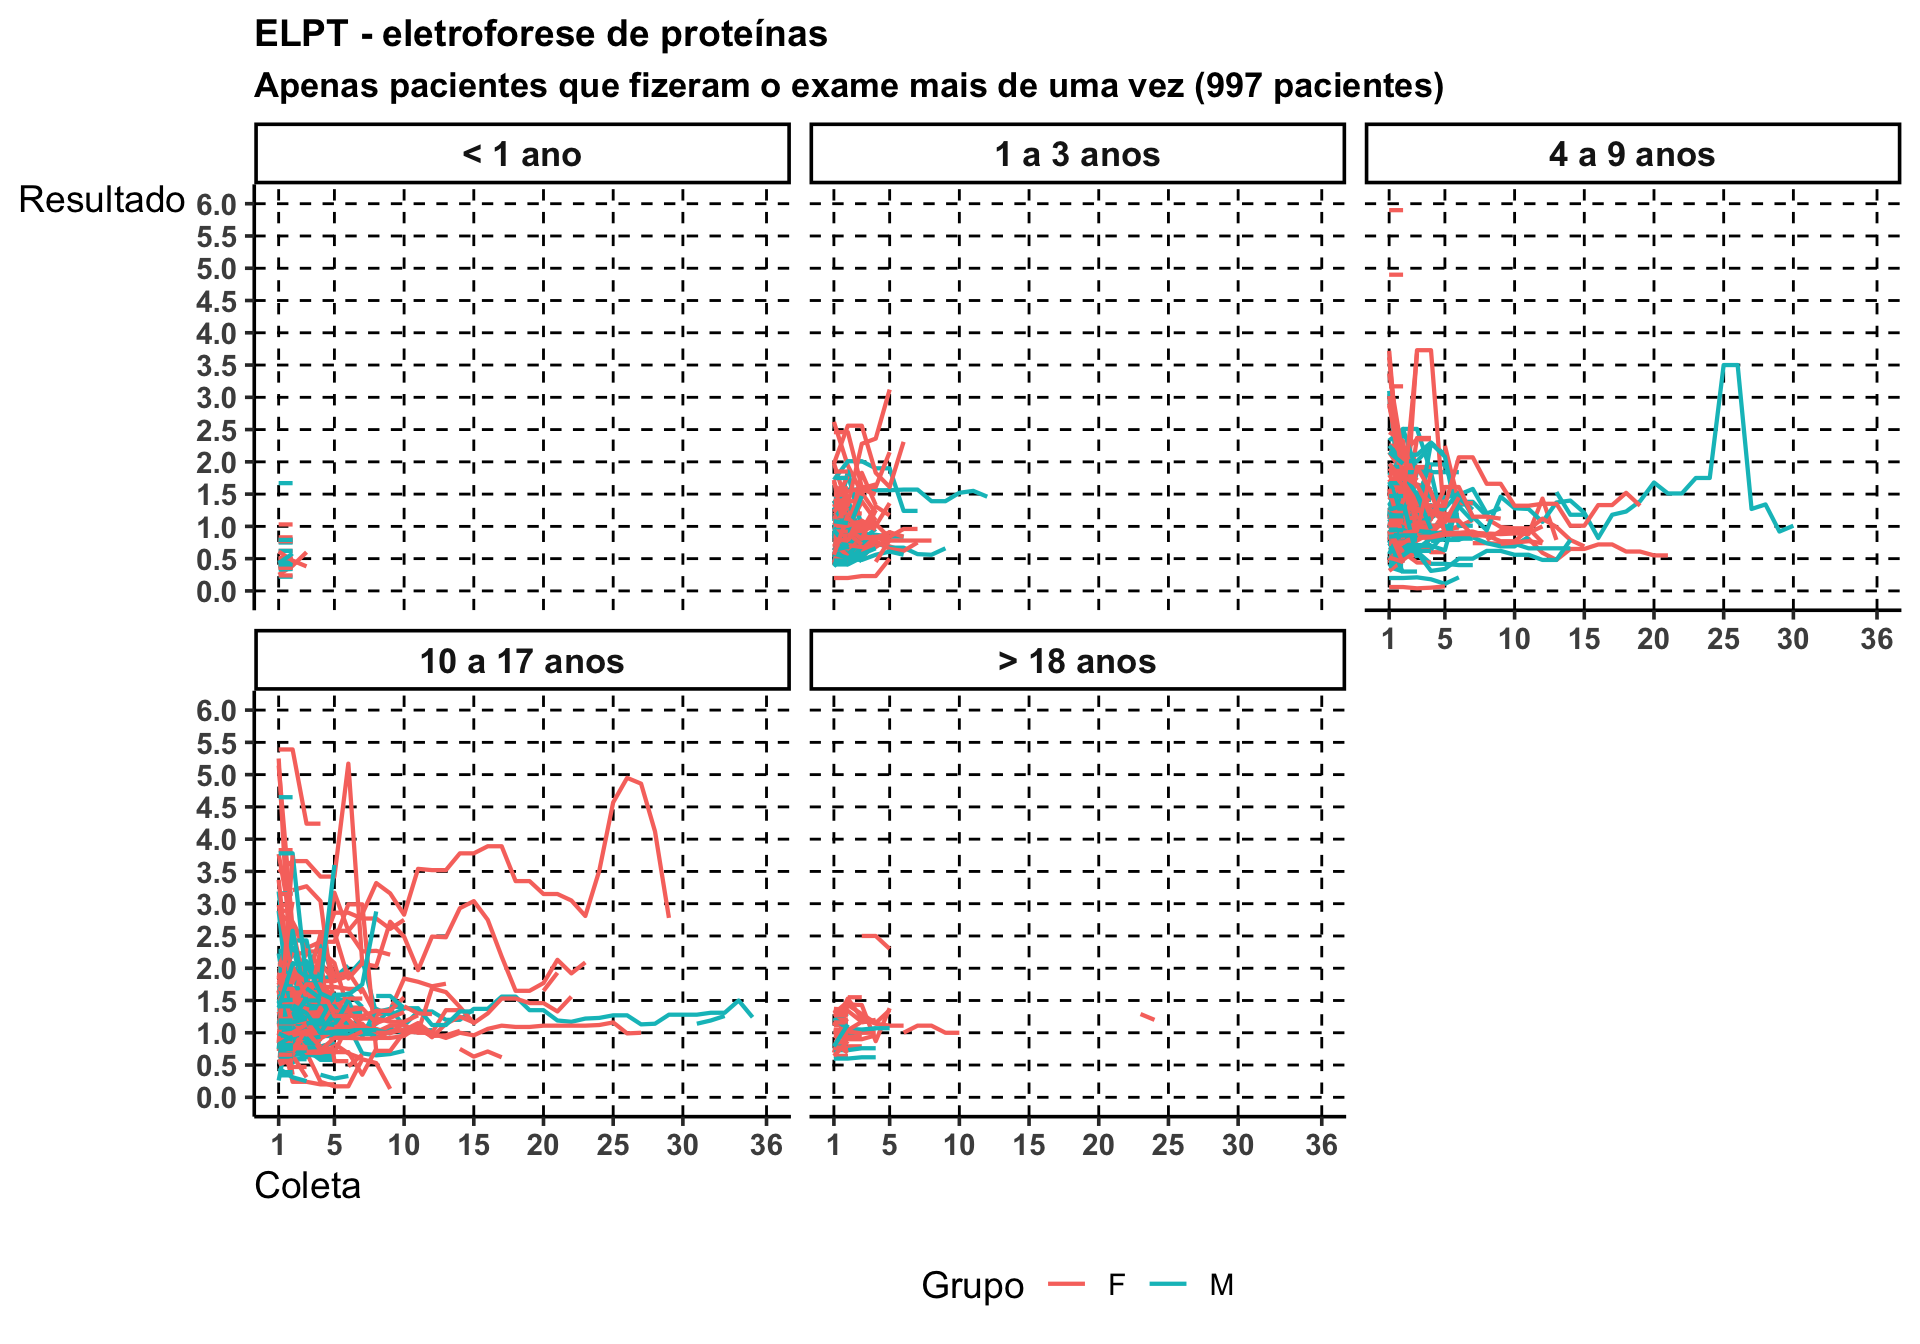 ELPT - eletroforese de proteínas
Apenas pacientes que fizeram o exame mais de uma vez (997 pacientes)
< 1 ano
1 a 3 anos
4 a 9 anos
Resultado
6.0
5.5
5.0
4.5
4.0
3.5
3.0
2.5
2.0
1.5
1.0
0.5
0.0
1 5 10 15 20 25 30 36
10 a 17 anos
> 18 anos
6.0
5.5
5.0
4.5
4.0
3.5
3.0
2.5
2.0
1.5
1.0
0.5
0.0
1 5 10 15 20 25 30 36
1 5 10 15 20 25 30 36
Coleta
Grupo F M